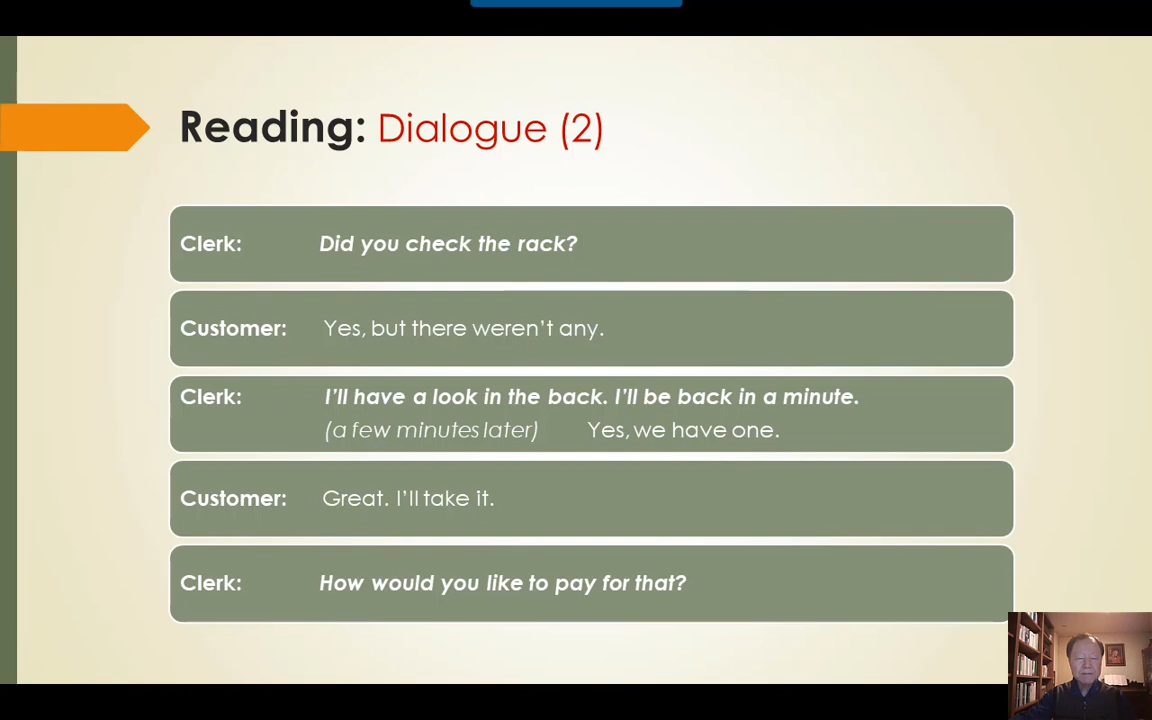 Reading: Dialogue (2)
Clerk: Did you check the rack?
Customer: Yes, but there weren't any.
Clerk: I'll have a look in the back. I'll be back in a minute.
(a few minutes later) Yes, we have one.
Customer: Great. I'll take it.
Clerk: How would you like to pay for that?